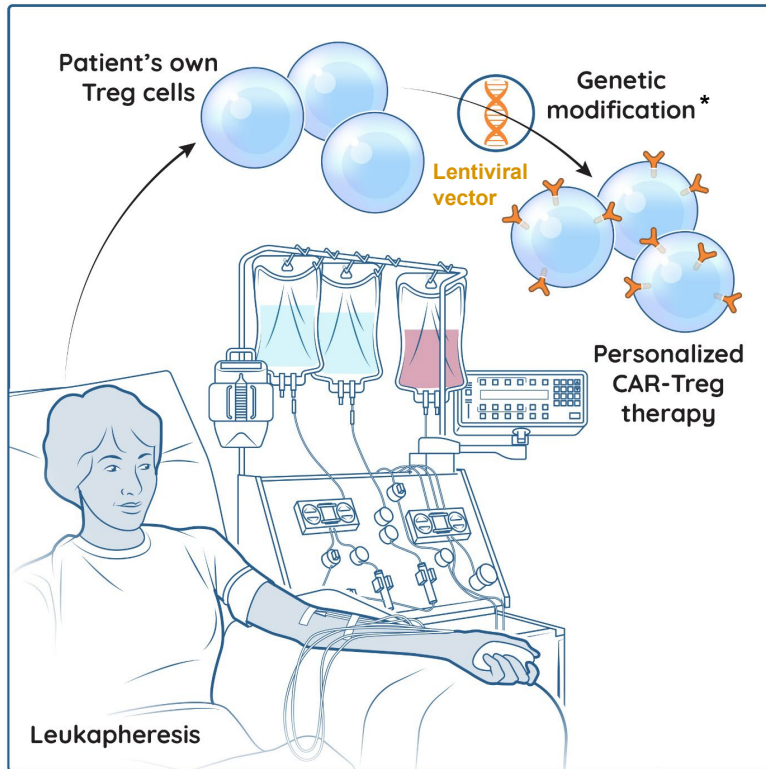 Patient's own
Treg cells
Genetic
modification*
Lentiviral
vector
Personalized
CAR-Treg
therapy
Leukapheresis